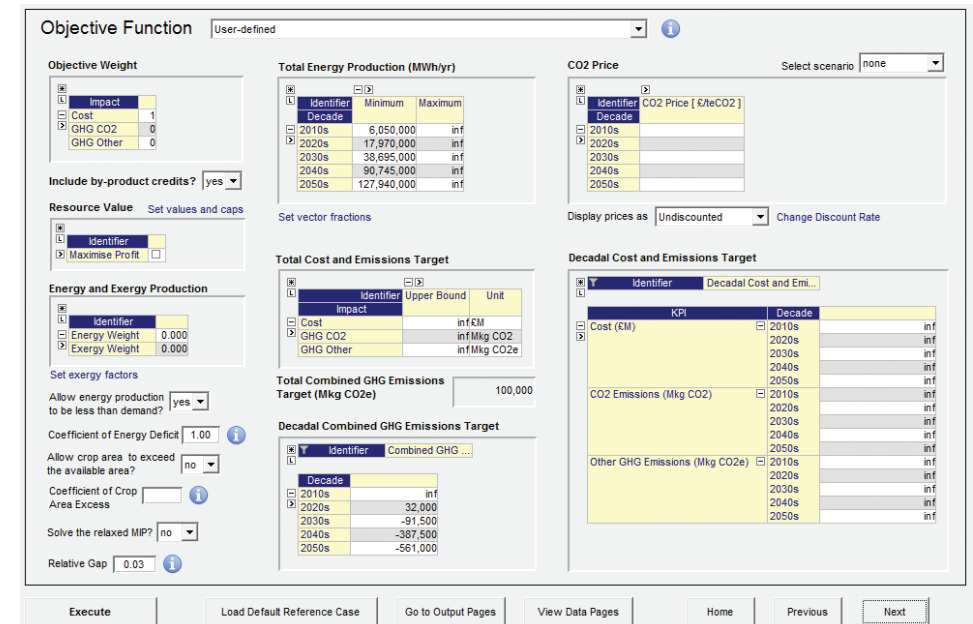 Objective Function User-defined
Objective Weight
Impact
Cost 1
GHG CO2 0
GHG Other 0
Include by-product credits? yes
Resource Value Set values and caps
Identifier
Maximise Profit
Energy and Exergy Production
Identifier
Energy Weight 0.000
Exergy Weight 0.000
Set exergy factors
Allow energy production
to be less than demand? yes
Coefficient of Energy Deficit 1.00
Allow crop area to exceed
the available area? no
Coefficient of Crop
Area Excess
Solve the relaxed MIP? no
Relative Gap 0.03
Total Energy Production (MWh/yr)
Identifier Minimum Maximum
Decade
2010s 6,050,000 inf
2020s 17,970,000 inf
2030s 38,695,000 inf
2040s 90,745,000 inf
2050s 127,940,000 inf
Set vector fractions
Total Cost and Emissions Target
Identifier Upper Bound Unit
Impact
Cost inf £M
GHG CO2 inf Mkg CO2
GHG Other inf Mkg CO2e
Total Combined GHG Emissions
Target (Mkg CO2e) 100,000
Decadal Combined GHG Emissions Target
Identifier Combined GHG ...
Decade
2010s inf
2020s 32,000
2030s -91,500
2040s -387,500
2050s -561,000
CO2 Price Select scenario none
Identifier CO2 Price [ £/teCO2 ]
Decade
2010s
2020s
2030s
2040s
2050s
Display prices as Undiscounted Change Discount Rate
Decadal Cost and Emissions Target
Identifier Decadal Cost and Emi...
KPI Decade
Cost (£M) 2010s inf
2020s inf
2030s inf
2040s inf
2050s inf
CO2 Emissions (Mkg CO2) 2010s inf
2020s inf
2030s inf
2040s inf
2050s inf
Other GHG Emissions (Mkg CO2e) 2010s inf
2020s inf
2030s inf
2040s inf
2050s inf
Execute Load Default Reference Case Go to Output Pages View Data Pages Home Previous Next